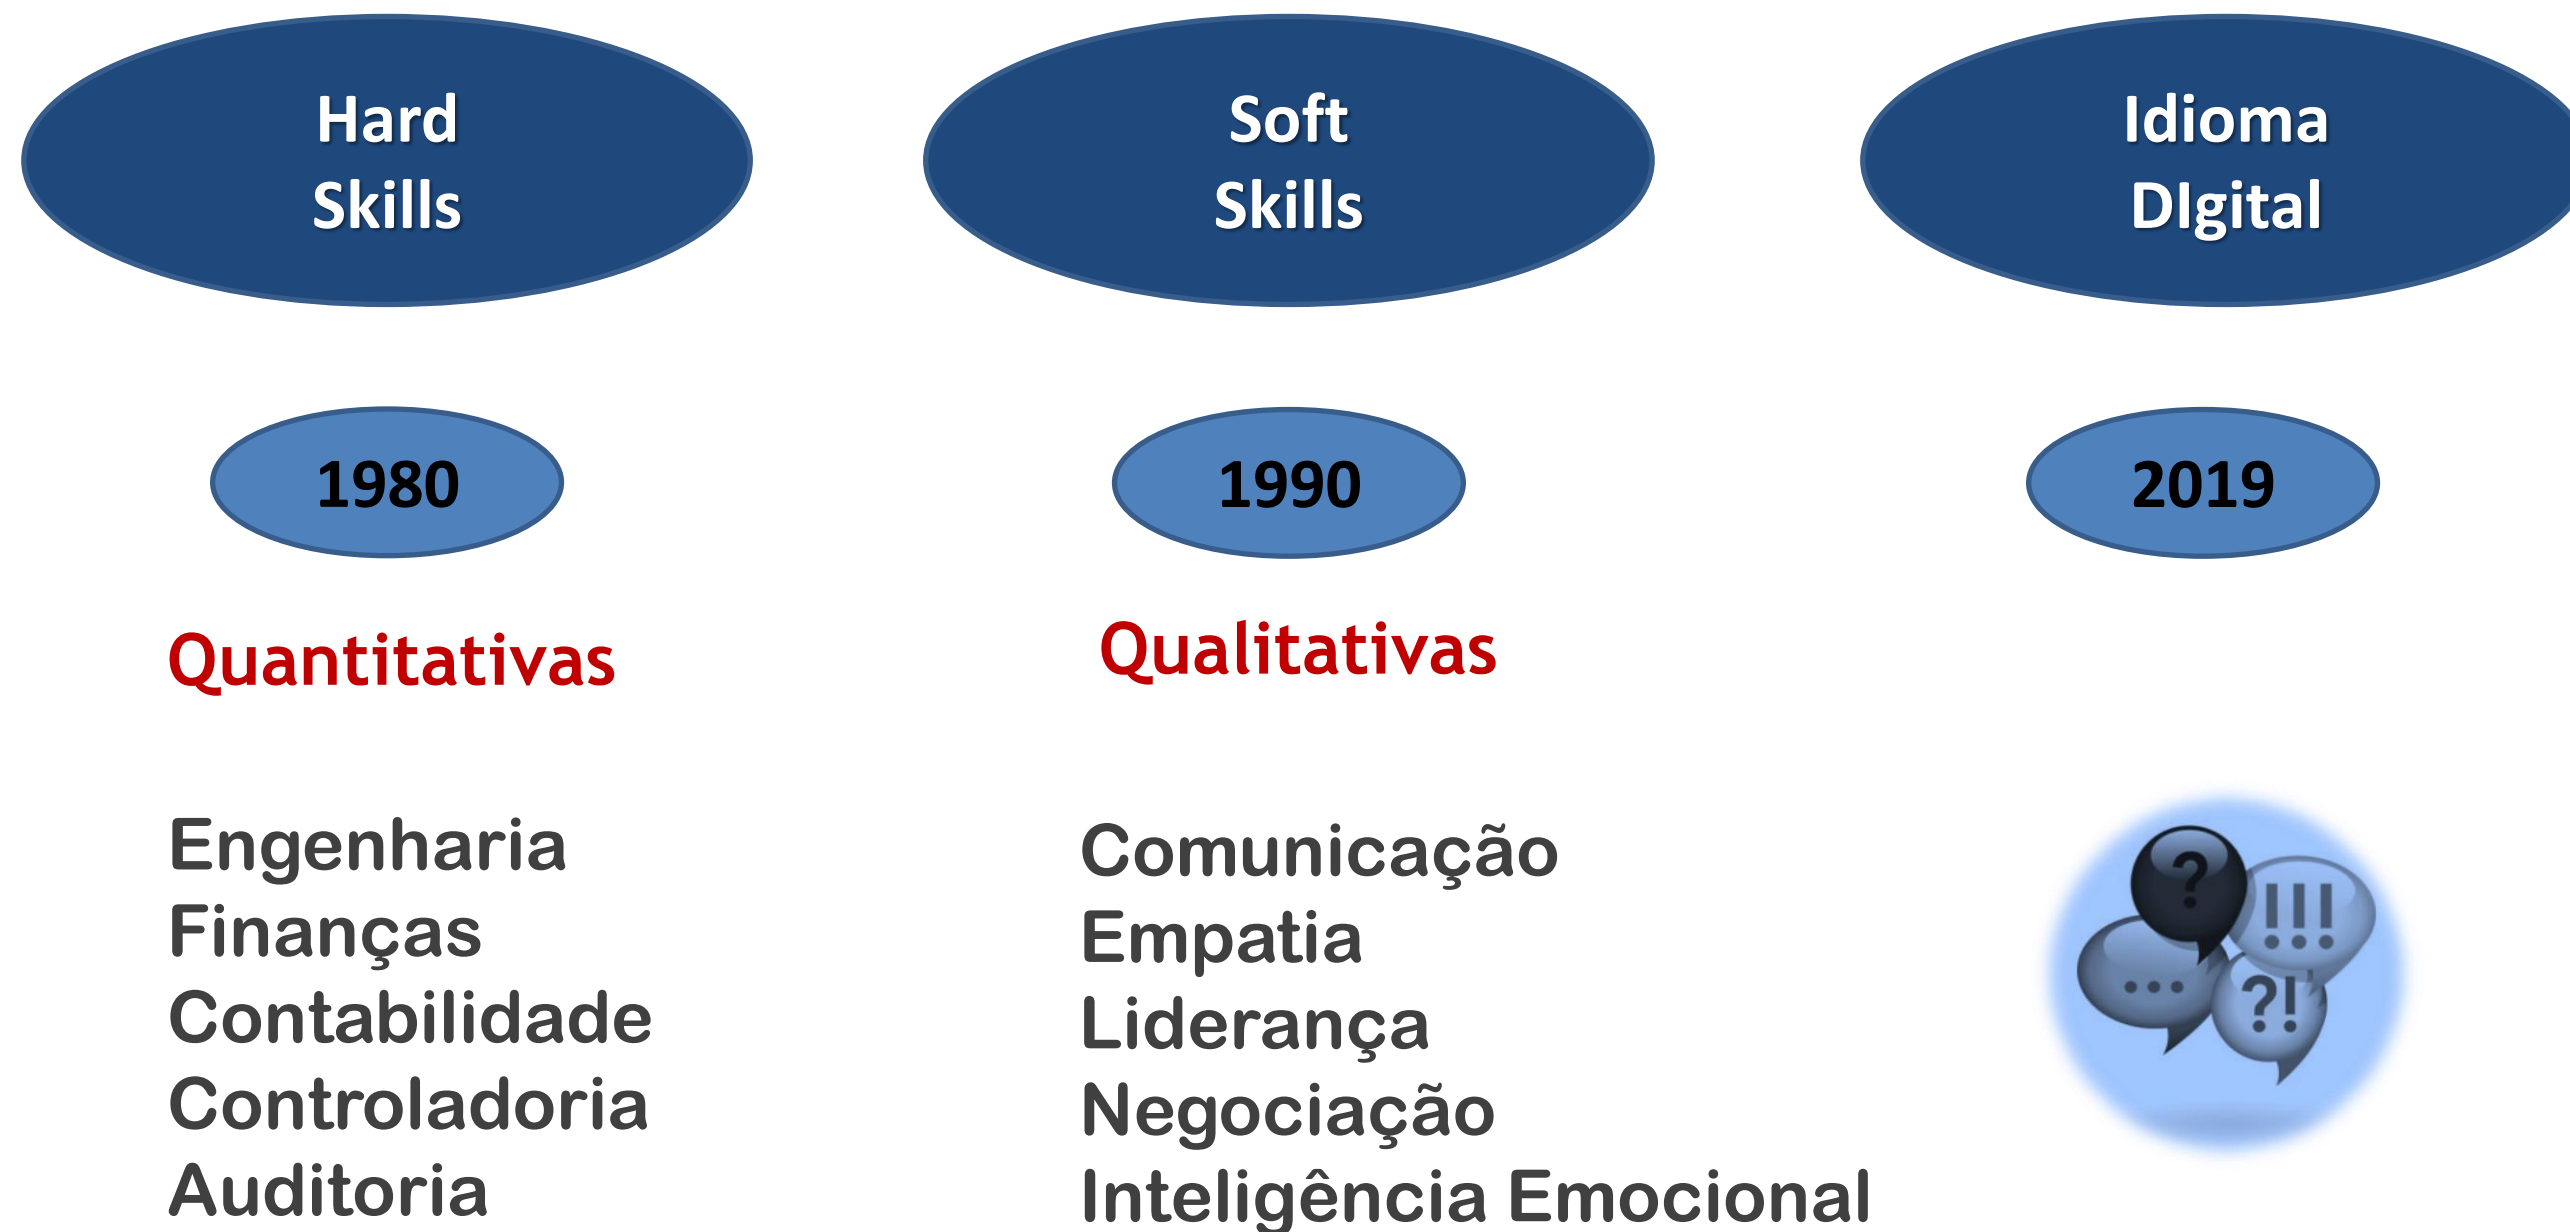 Hard
Skills
Soft
Skills
Idioma
DIgital
1980
1990
2019
Quantitativas
Qualitativas
Engenharia
Finanças
Contabilidade
Controladoria
Auditoria
Comunicação
Empatia
Liderança
Negociação
Inteligência Emocional
?
!!!
...
?!